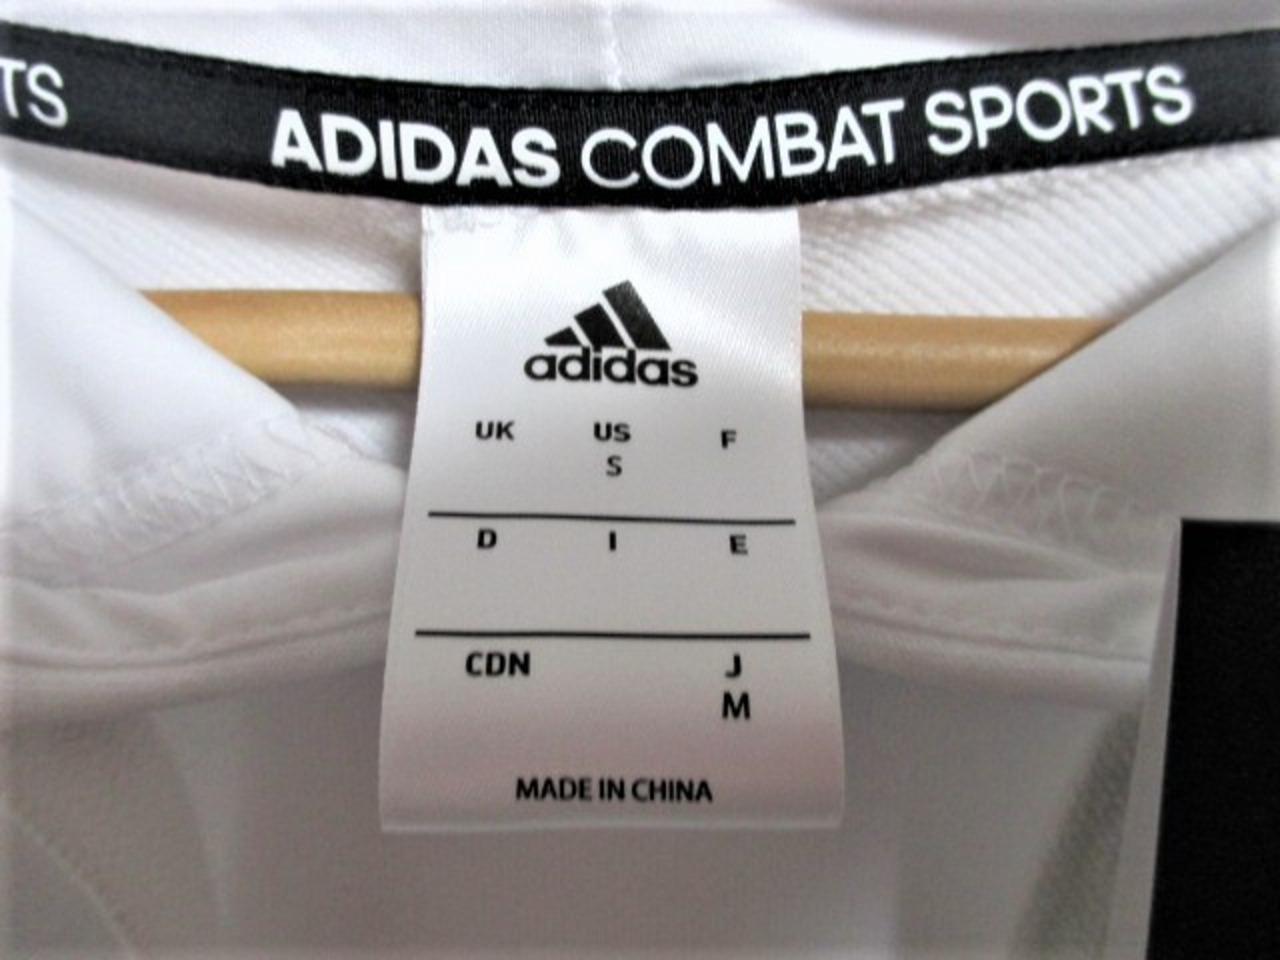 TS ADIDAS COMBAT SPORTS
adidas
UK US F
S
D I E
CDN J
M
MADE IN CHINA